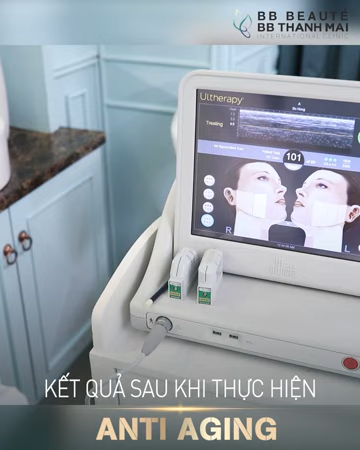 BB BEAUTÉ
BB THANH MAI
INTERNATIONAL CLINIC
Ultherapy
Treating
101
R
L
KẾT QUẢ SAU KHI THỰC HIỆN
ANTI AGING